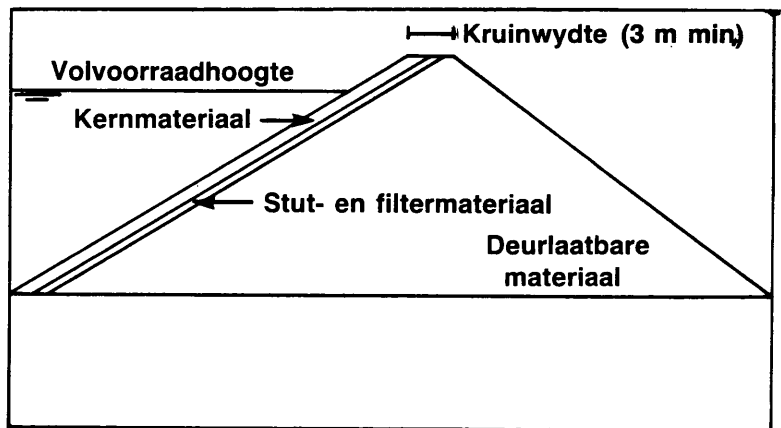 Kruinwydte (3 m min,)
Volvoorraadhoogte
Kernmateriaal
Stut- en filtermateriaal
Deurlaatbare
materiaal